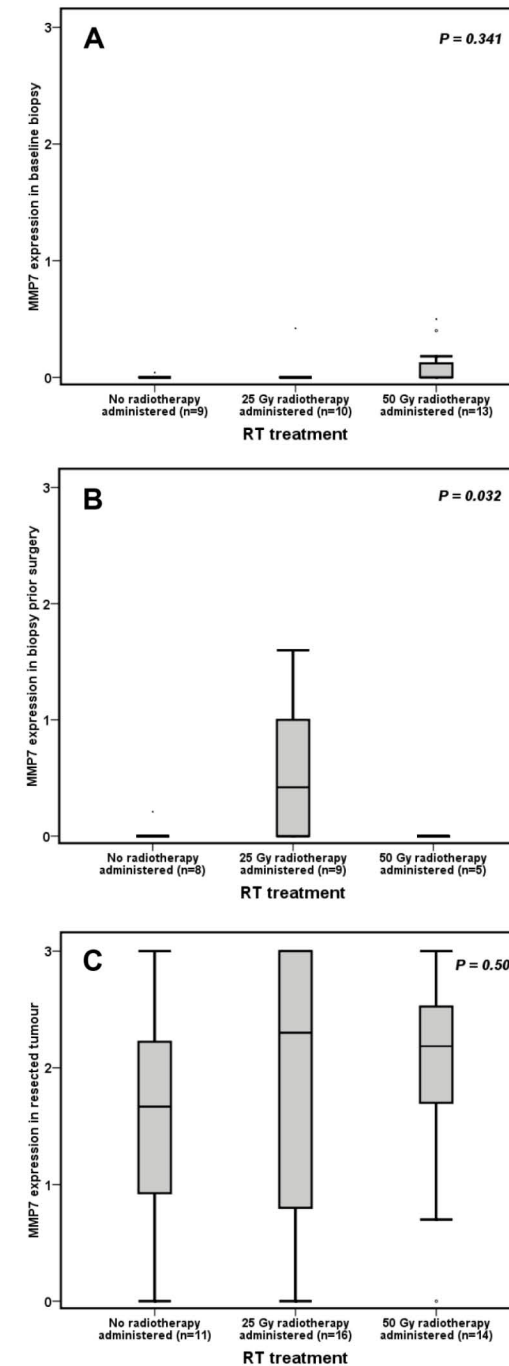 A
P = 0.341
MMP7 expression in baseline biopsy
3
2
1
0
No radiotherapy administered (n=9)
25 Gy radiotherapy administered (n=10)
50 Gy radiotherapy administered (n=13)
RT treatment
B
P = 0.032
MMP7 expression in biopsy prior surgery
3
2
1
0
No radiotherapy administered (n=8)
25 Gy radiotherapy administered (n=9)
50 Gy radiotherapy administered (n=5)
RT treatment
C
P = 0.50
MMP7 expression in resected tumour
3
2
1
0
No radiotherapy administered (n=11)
25 Gy radiotherapy administered (n=16)
50 Gy radiotherapy administered (n=14)
RT treatment